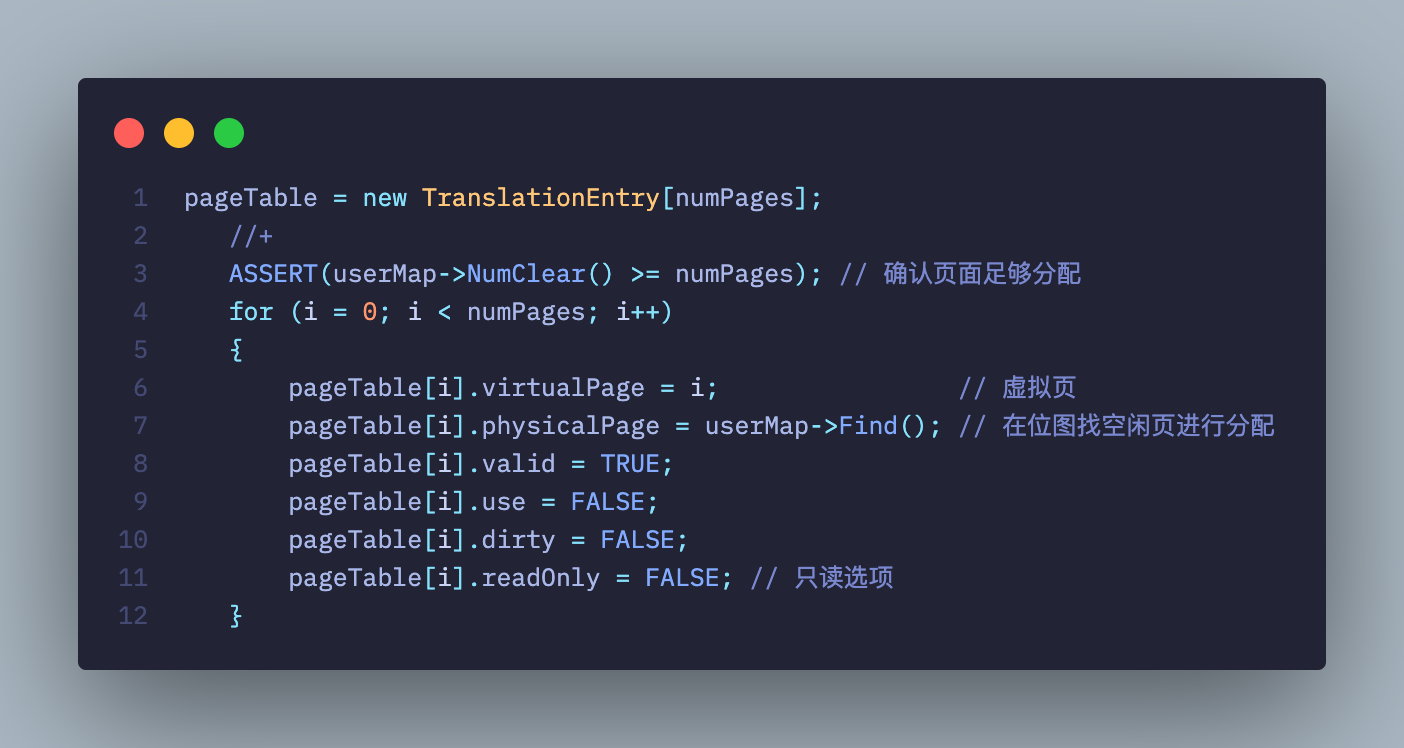 1 pageTable = new TranslationEntry[numPages];
2 //+
3 ASSERT(userMap->NumClear() >= numPages); // 确认页面足够分配
4 for (i = 0; i < numPages; i++)
5 {
6 pageTable[i].virtualPage = i; // 虚拟页
7 pageTable[i].physicalPage = userMap->Find(); // 在位图找空闲页进行分配
8 pageTable[i].valid = TRUE;
9 pageTable[i].use = FALSE;
10 pageTable[i].dirty = FALSE;
11 pageTable[i].readOnly = FALSE; // 只读选项
12 }